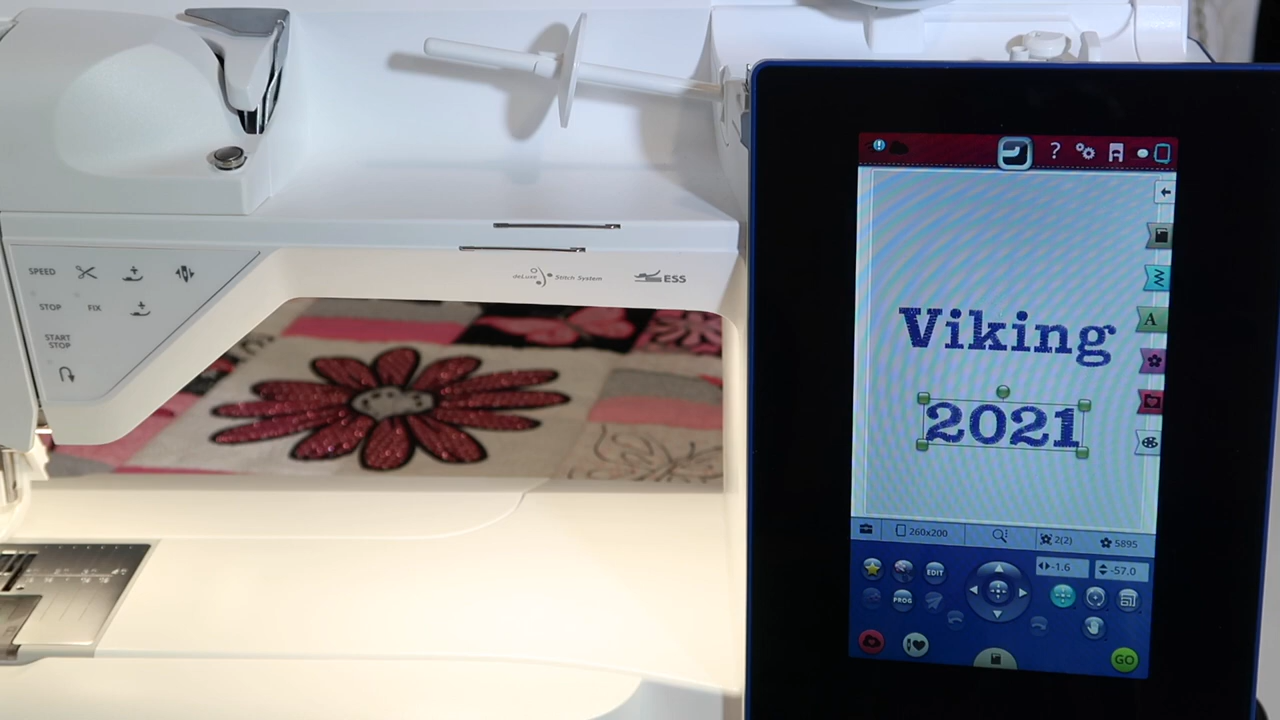 SPEED
STOP
FIX
START
STOP
deLuxe Stitch System
ESS
?
A
Viking
2021
260x200
2(2)
5895
-1.6
-57.0
EDIT
PROG
GO